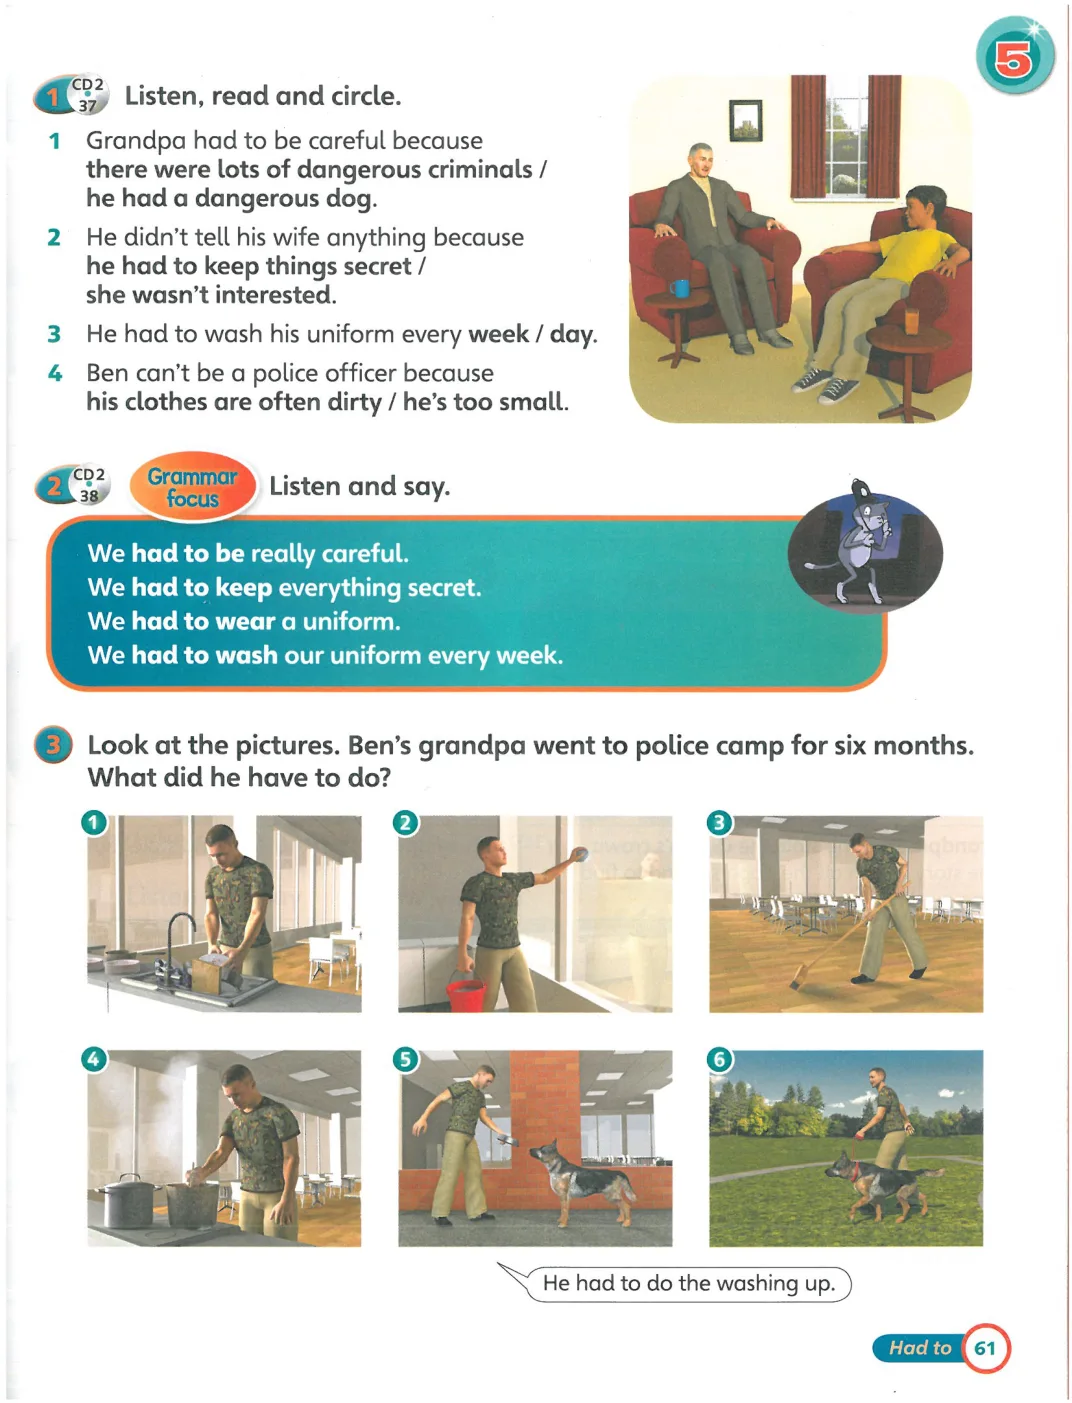 5
1 CD2 37 Listen, read and circle.
1 Grandpa had to be careful because
there were lots of dangerous criminals /
he had a dangerous dog.
2 He didn't tell his wife anything because
he had to keep things secret /
she wasn't interested.
3 He had to wash his uniform every week / day.
4 Ben can't be a police officer because
his clothes are often dirty / he's too small.
2 CD2 38 Grammar focus Listen and say.
We had to be really careful.
We had to keep everything secret.
We had to wear a uniform.
We had to wash our uniform every week.
3 Look at the pictures. Ben's grandpa went to police camp for six months.
What did he have to do?
1 2 3
4 5 6
He had to do the washing up.
Had to 61